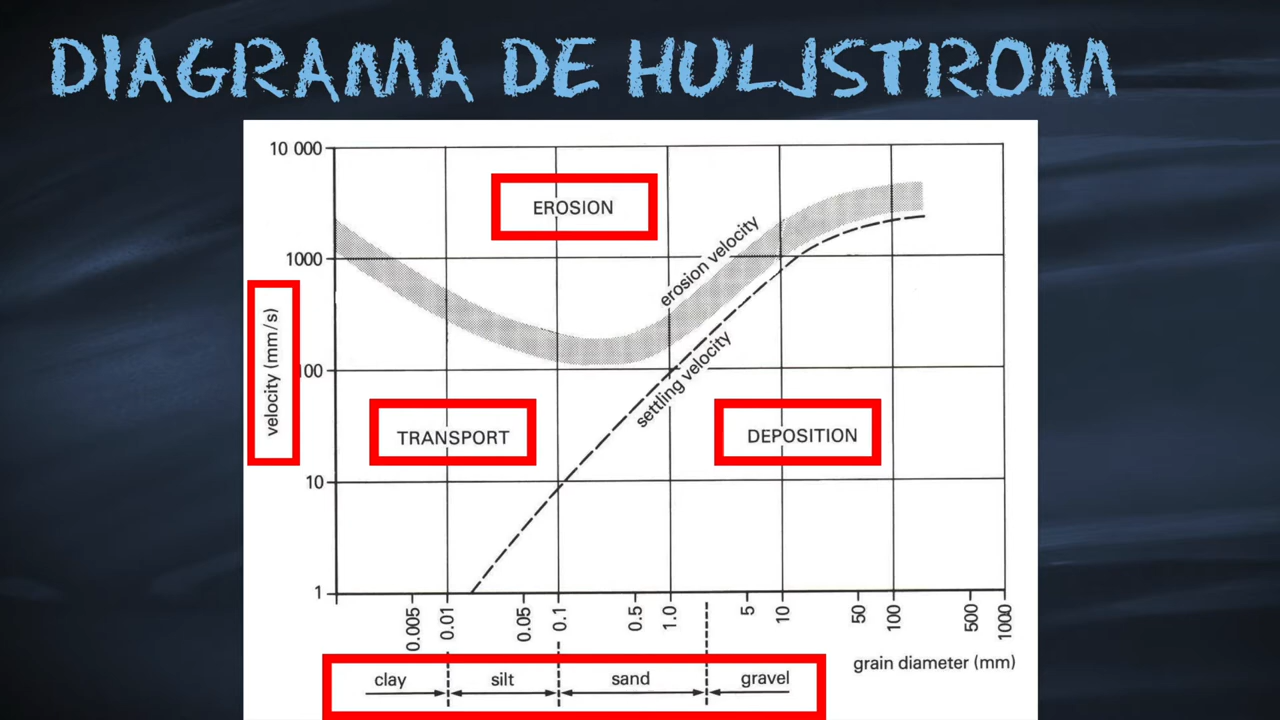 DIAGRAMA DE HULJSTROM
10 000
1000
100
10
1
velocity (mm/s)
EROSION
erosion velocity
settling velocity
TRANSPORT
DEPOSITION
0.005 0.01 0.05 0.1 0.5 1.0 5 10 50 100 500 1000
grain diameter (mm)
clay silt sand gravel